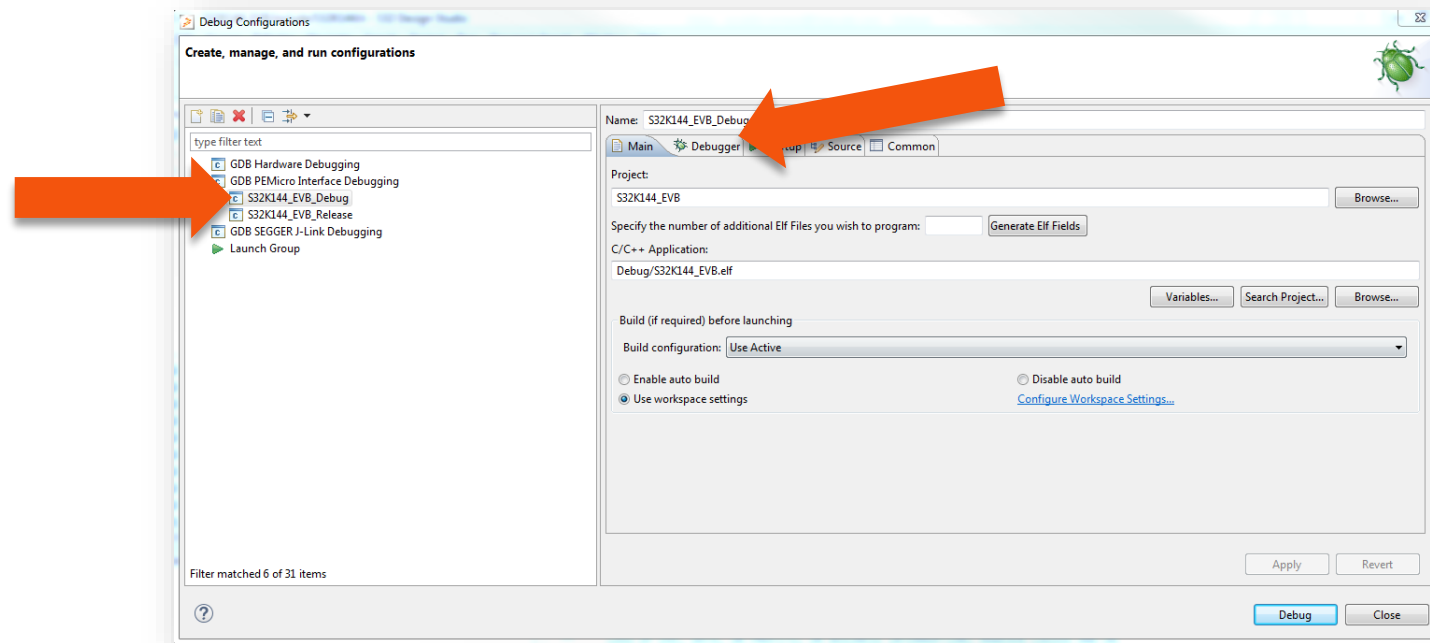 Debug Configurations
Create, manage, and run configurations
type filter text
GDB Hardware Debugging
GDB PEMicro Interface Debugging
S32K144_EVB_Debug
S32K144_EVB_Release
GDB SEGGER J-Link Debugging
Launch Group
Filter matched 6 of 31 items
Name: S32K144_EVB_Debug
Main Debugger Source Common
Project:
S32K144_EVB
Browse...
Specify the number of additional Elf Files you wish to program:
Generate Elf Fields
C/C++ Application:
Debug/S32K144_EVB.elf
Variables... Search Project... Browse...
Build (if required) before launching
Build configuration: Use Active
Enable auto build
Disable auto build
Use workspace settings
Configure Workspace Settings...
Apply Revert
Debug Close